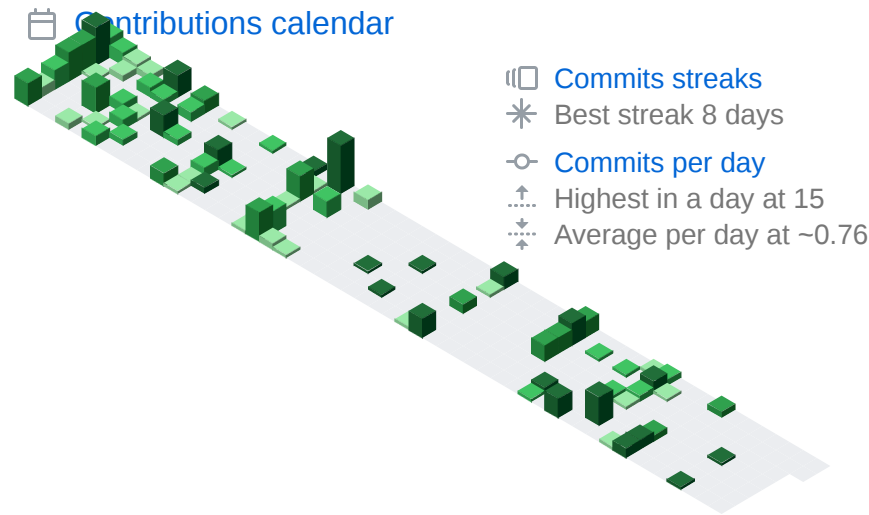 Contributions calendar
Commits streaks
Best streak 8 days
Commits per day
Highest in a day at 15
Average per day at ~0.76